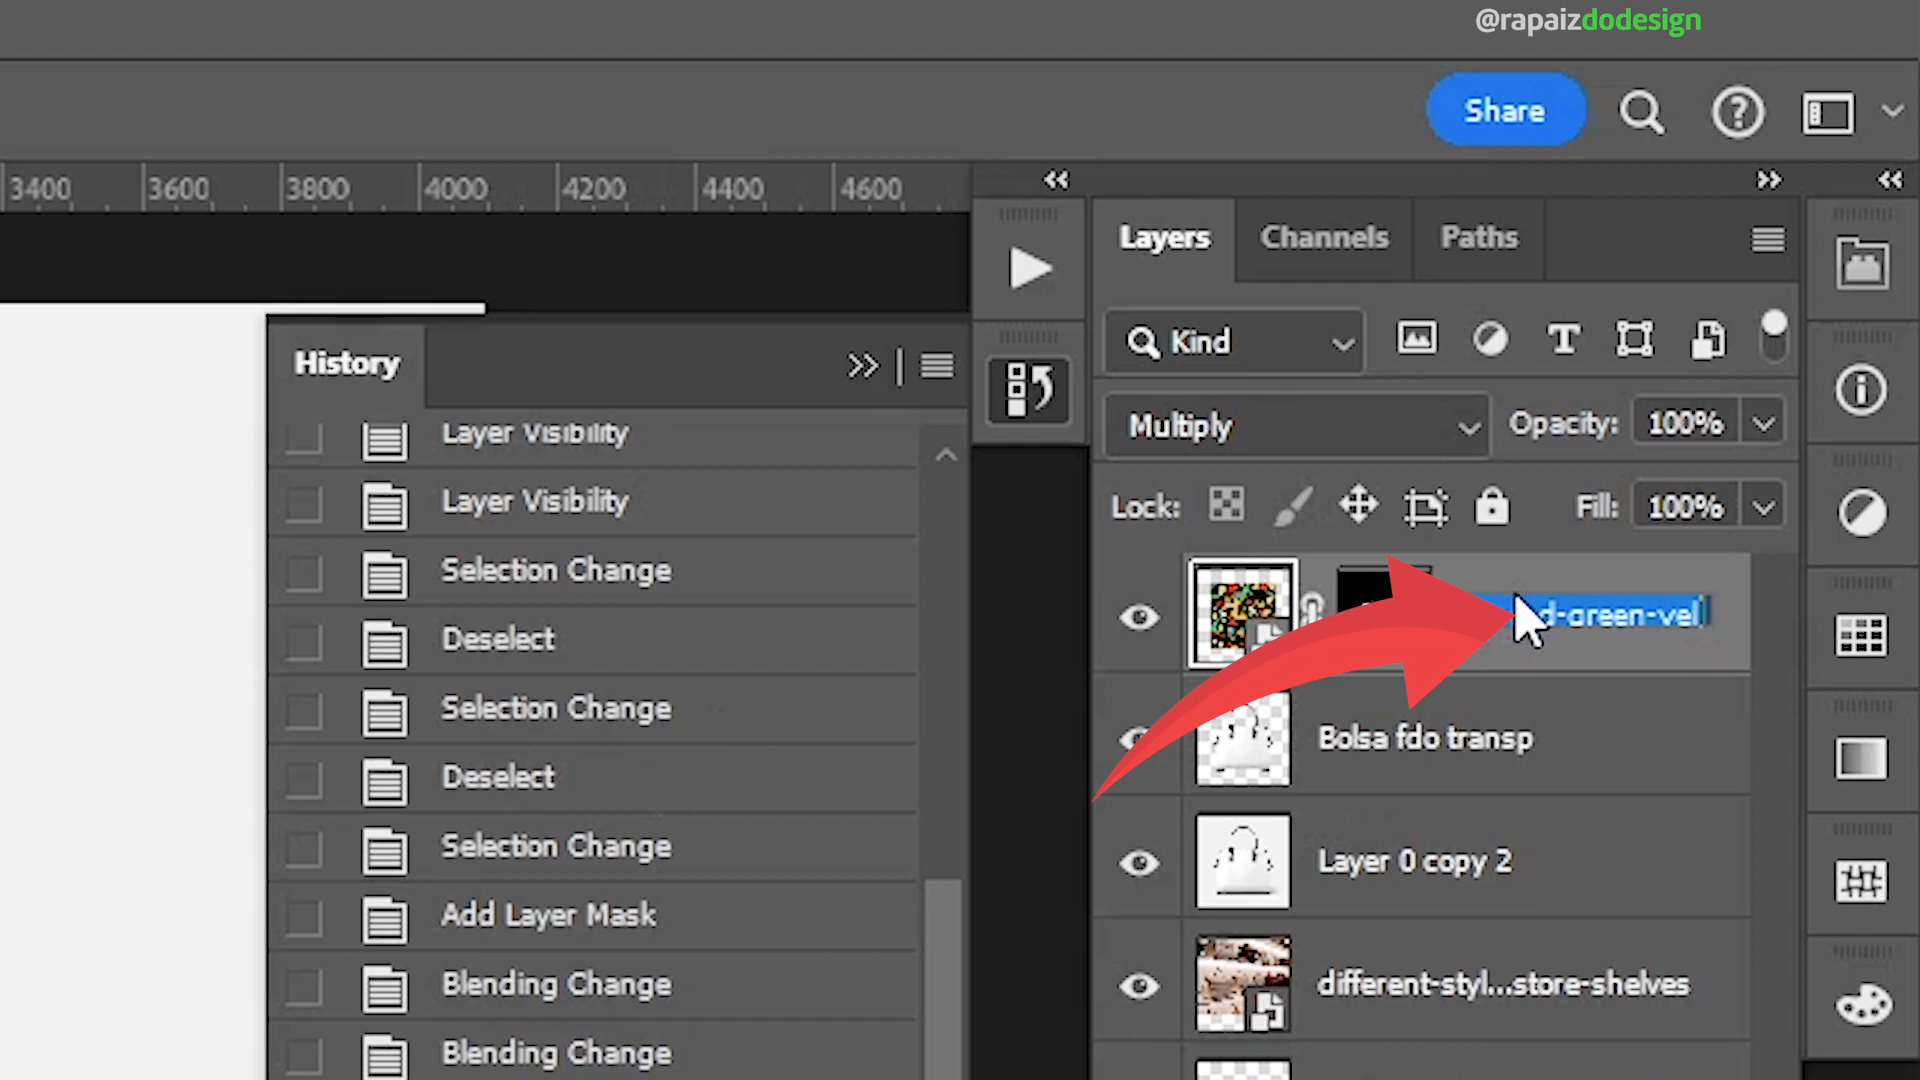 @rapaizdodesign
Share
3400 3600 3800 4000 4200 4400 4600
Layers Channels Paths
Kind
History
Multiply Opacity: 100%
Layer Visibility
Layer Visibility
Lock: Fill: 100%
Selection Change
d-green-yel
Deselect
Selection Change
Bolsa fdo transp
Deselect
Selection Change
Layer 0 copy 2
Add Layer Mask
Blending Change
different-styl...store-shelves
Blending Change